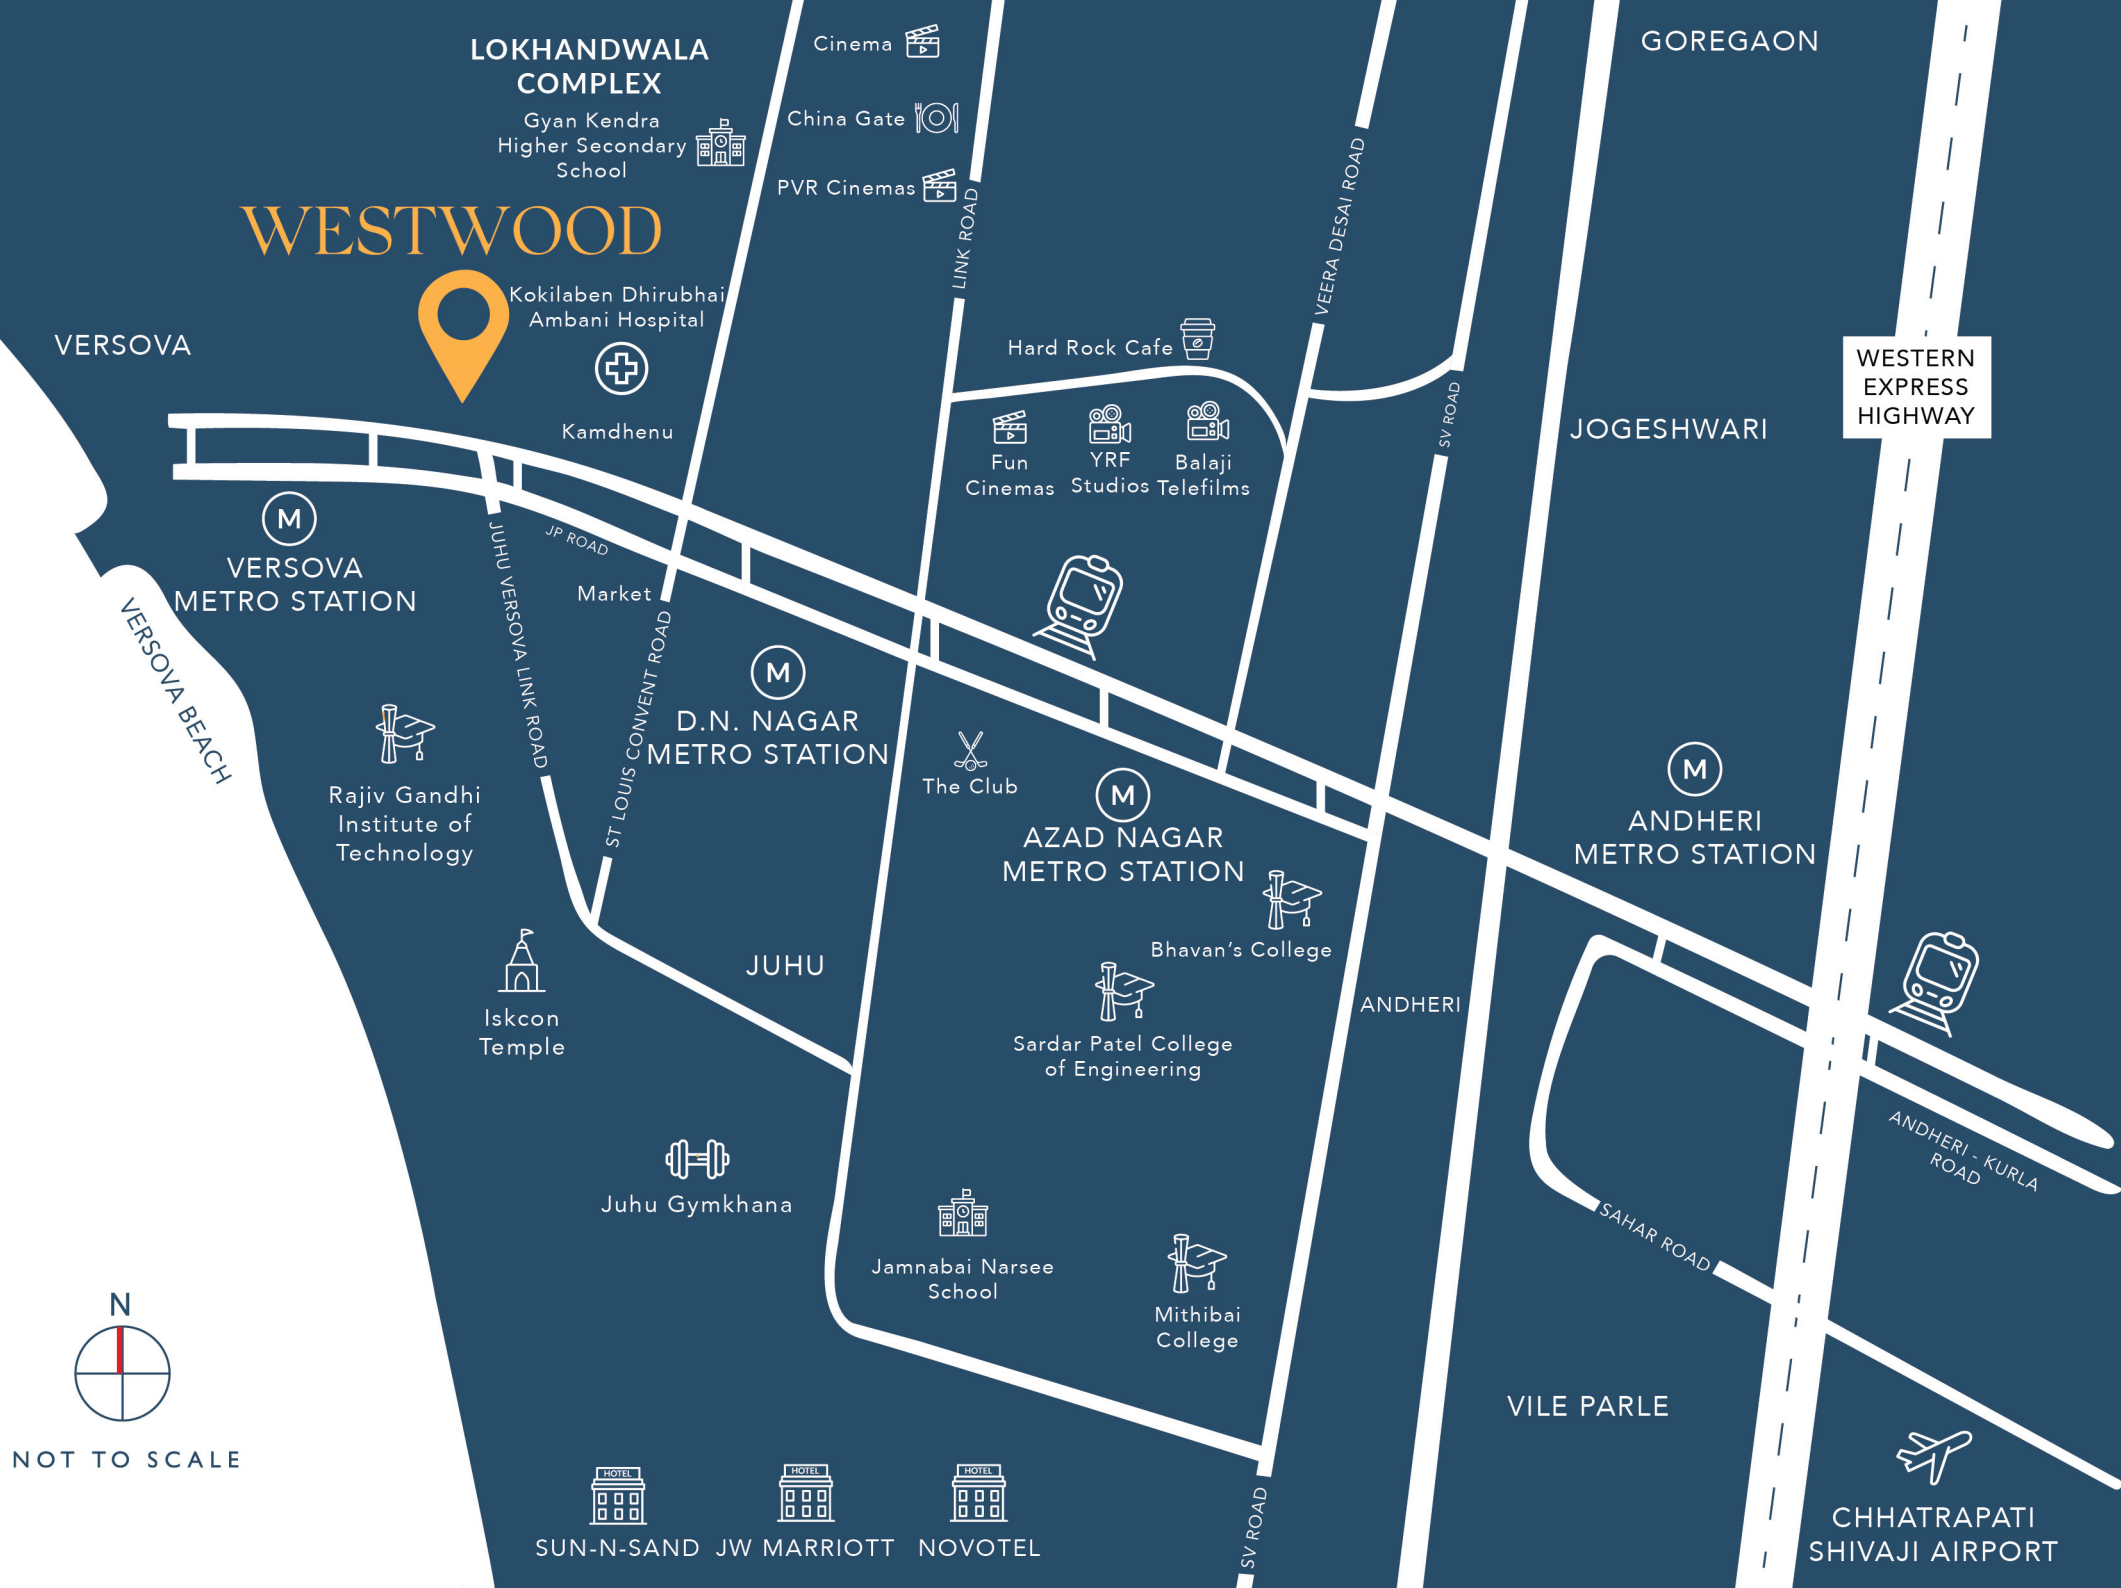 LOKHANDWALA
COMPLEX
Gyan Kendra
Higher Secondary
School
Cinema
China Gate
PVR Cinemas
GOREGAON
WESTWOOD
Kokilaben Dhirubhai
Ambani Hospital
VERSOVA
Kamdhenu
LINK ROAD
VEERA DESAI ROAD
Hard Rock Cafe
Fun
Cinemas
YRF
Studios
Balaji
Telefilms
SV ROAD
JOGESHWARI
WESTERN
EXPRESS
HIGHWAY
M
VERSOVA
METRO STATION
JP ROAD
JUHU VERSOVA LINK ROAD
Market
ST LOUIS CONVENT ROAD
VERSOVA BEACH
M
D.N. NAGAR
METRO STATION
The Club
M
AZAD NAGAR
METRO STATION
M
ANDHERI
METRO STATION
Rajiv Gandhi
Institute of
Technology
Bhavan's College
JUHU
Iskcon
Temple
Sardar Patel College
of Engineering
ANDHERI
ANDHERI - KURLA
ROAD
Juhu Gymkhana
Jamnabai Narsee
School
Mithibai
College
SAHAR ROAD
N
NOT TO SCALE
VILE PARLE
HOTEL
SUN-N-SAND
HOTEL
JW MARRIOTT
HOTEL
NOVOTEL
SV ROAD
CHHATRAPATI
SHIVAJI AIRPORT